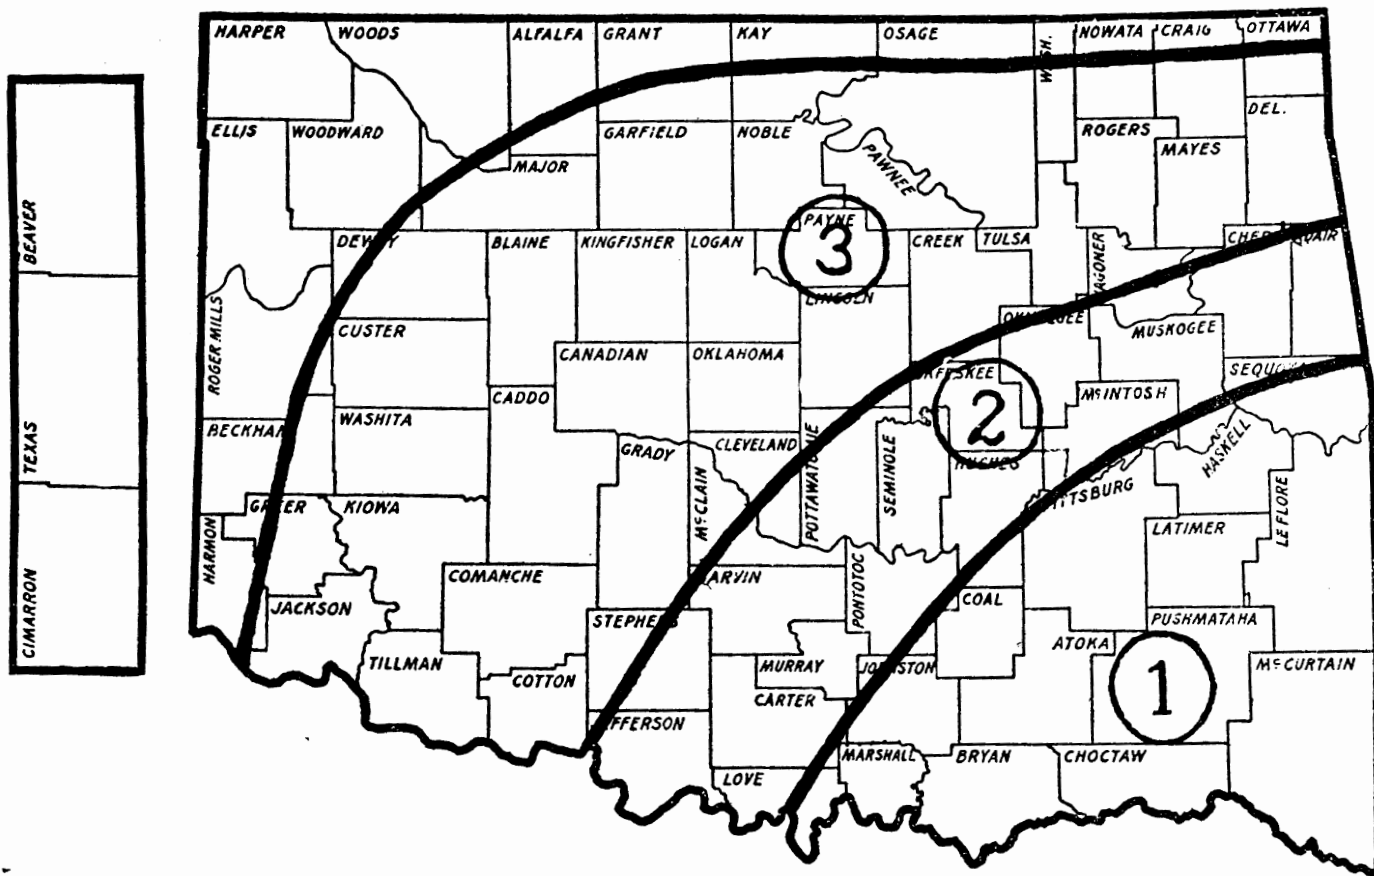 HARPER WOODS ALFALFA GRANT KAY OSAGE WASH. NOWATA CRAIG OTTAWA
DEL.
ELLIS WOODWARD GARFIELD NOBLE ROGERS
MAYES
MAJOR PAWNEE
BEAVER
PAYNE
DEWEY BLAINE KINGFISHER LOGAN CREEK TULSA
3
LINCOLN
ROGER MILLS
CUSTER MUSKOGEE
CANADIAN OKLAHOMA
CADDO MCINTOSH
2
TEXAS
BECKHAM WASHITA
GRADY CLEVELAND HASKELL
MCCLAIN SEMINOLE
HUGHES
GREER KIOWA
LATIMER LE FLORE
HARMON
COMANCHE PONTOTOC
COAL
CIMARRON
JACKSON
STEPHENS PUSHMATAHA
ATOKA
TILLMAN MURRAY JOHNSTON MCCURTAIN
COTTON CARTER
1
MARSHALL BRYAN CHOCTAW
LOVE